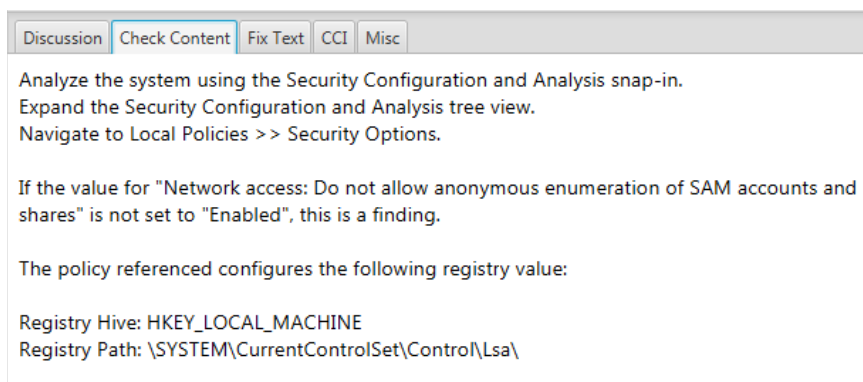 Discussion Check Content Fix Text CCI Misc
Analyze the system using the Security Configuration and Analysis snap-in.
Expand the Security Configuration and Analysis tree view.
Navigate to Local Policies >> Security Options.
If the value for "Network access: Do not allow anonymous enumeration of SAM accounts and
shares" is not set to "Enabled", this is a finding.
The policy referenced configures the following registry value:
Registry Hive: HKEY_LOCAL_MACHINE
Registry Path: \SYSTEM\CurrentControlSet\Control\Lsa\